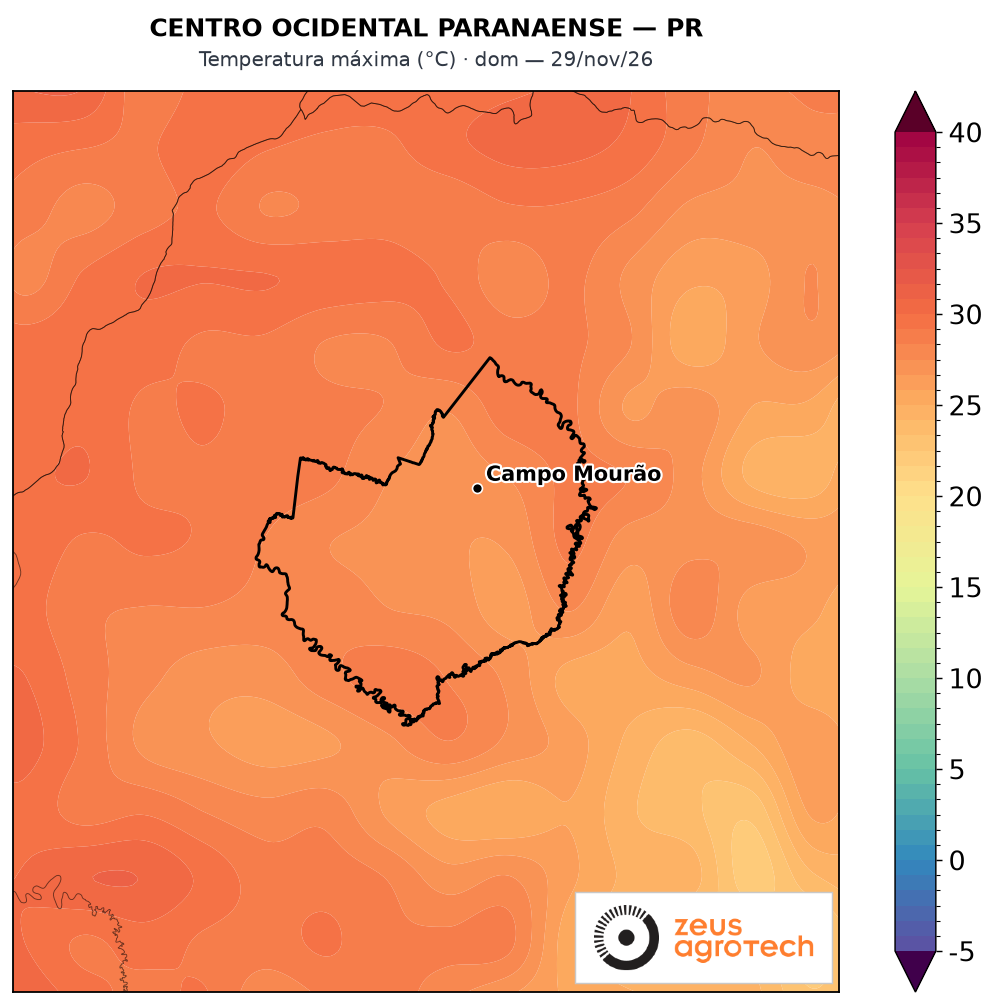 CENTRO OCIDENTAL PARANAENSE — PR
Temperatura máxima (°C) · dom — 29/nov/26
Campo Mourão
40
35
30
25
20
15
10
5
0
-5
zeus
agrotech